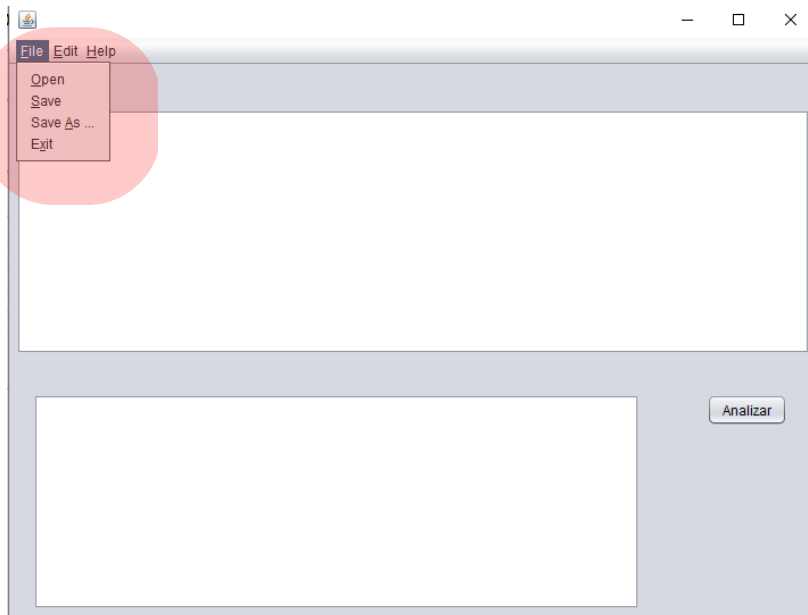 File Edit Help
Open
Save
Save As ...
Exit
Analizar